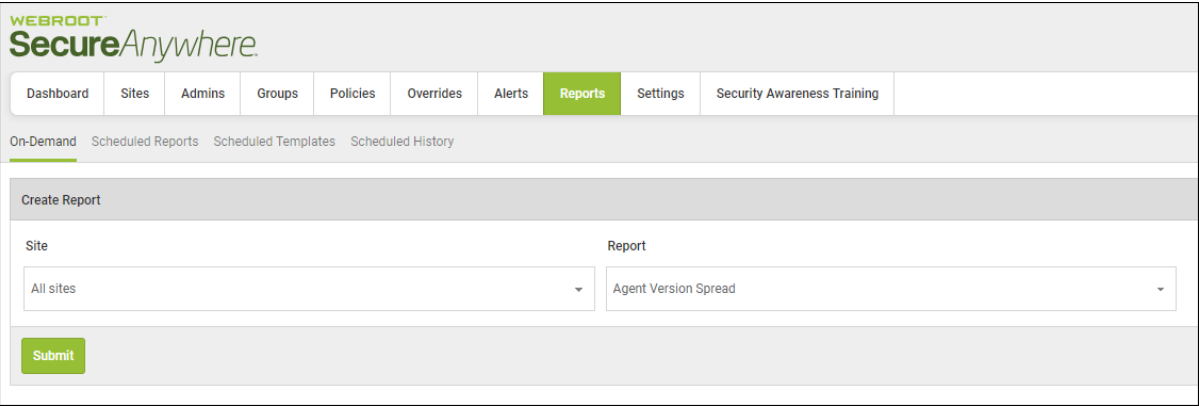 WEBROOT
SecureAnywhere.
Dashboard Sites Admins Groups Policies Overrides Alerts Reports Settings Security Awareness Training
On-Demand Scheduled Reports Scheduled Templates Scheduled History
Create Report
Site Report
All sites Agent Version Spread
Submit